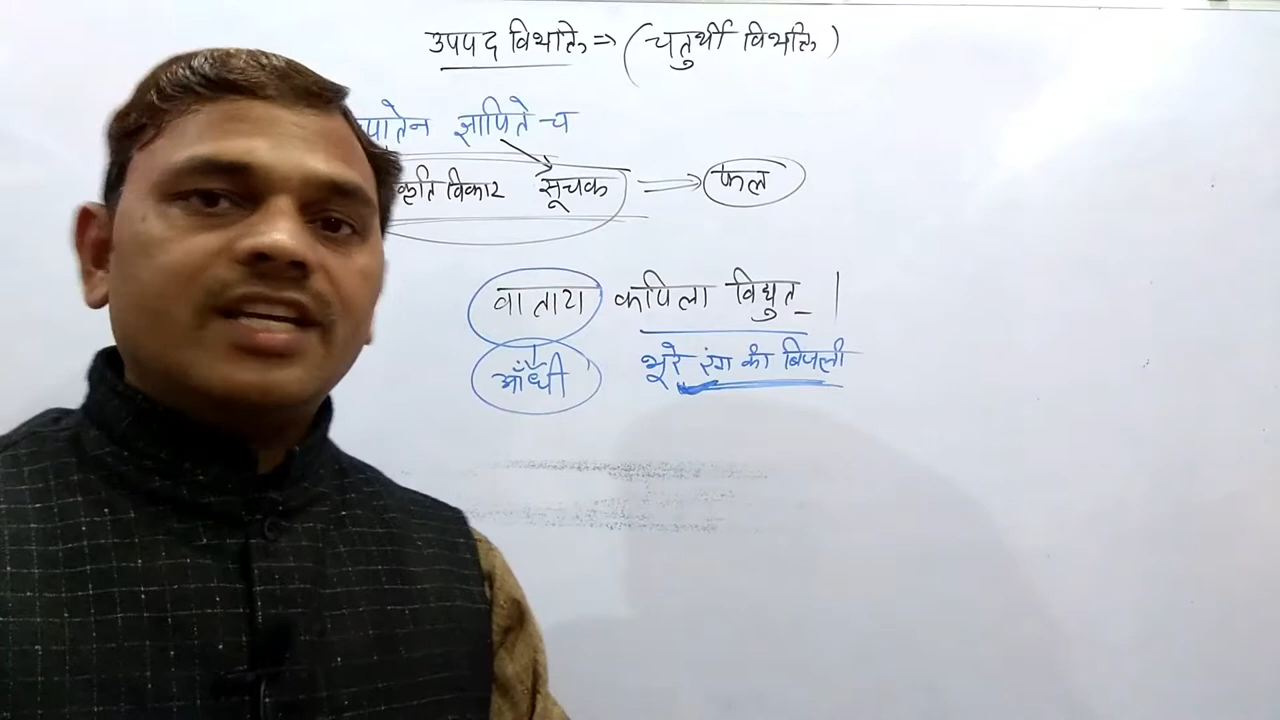 उपपद विभक्ति ⇒ (चतुर्थी विभक्ति)
ज्ञापिते च
विकार सूचक ⇒ फल
वाताय कपिला विद्युत् |
आँधी भूरे रंग की बिजली